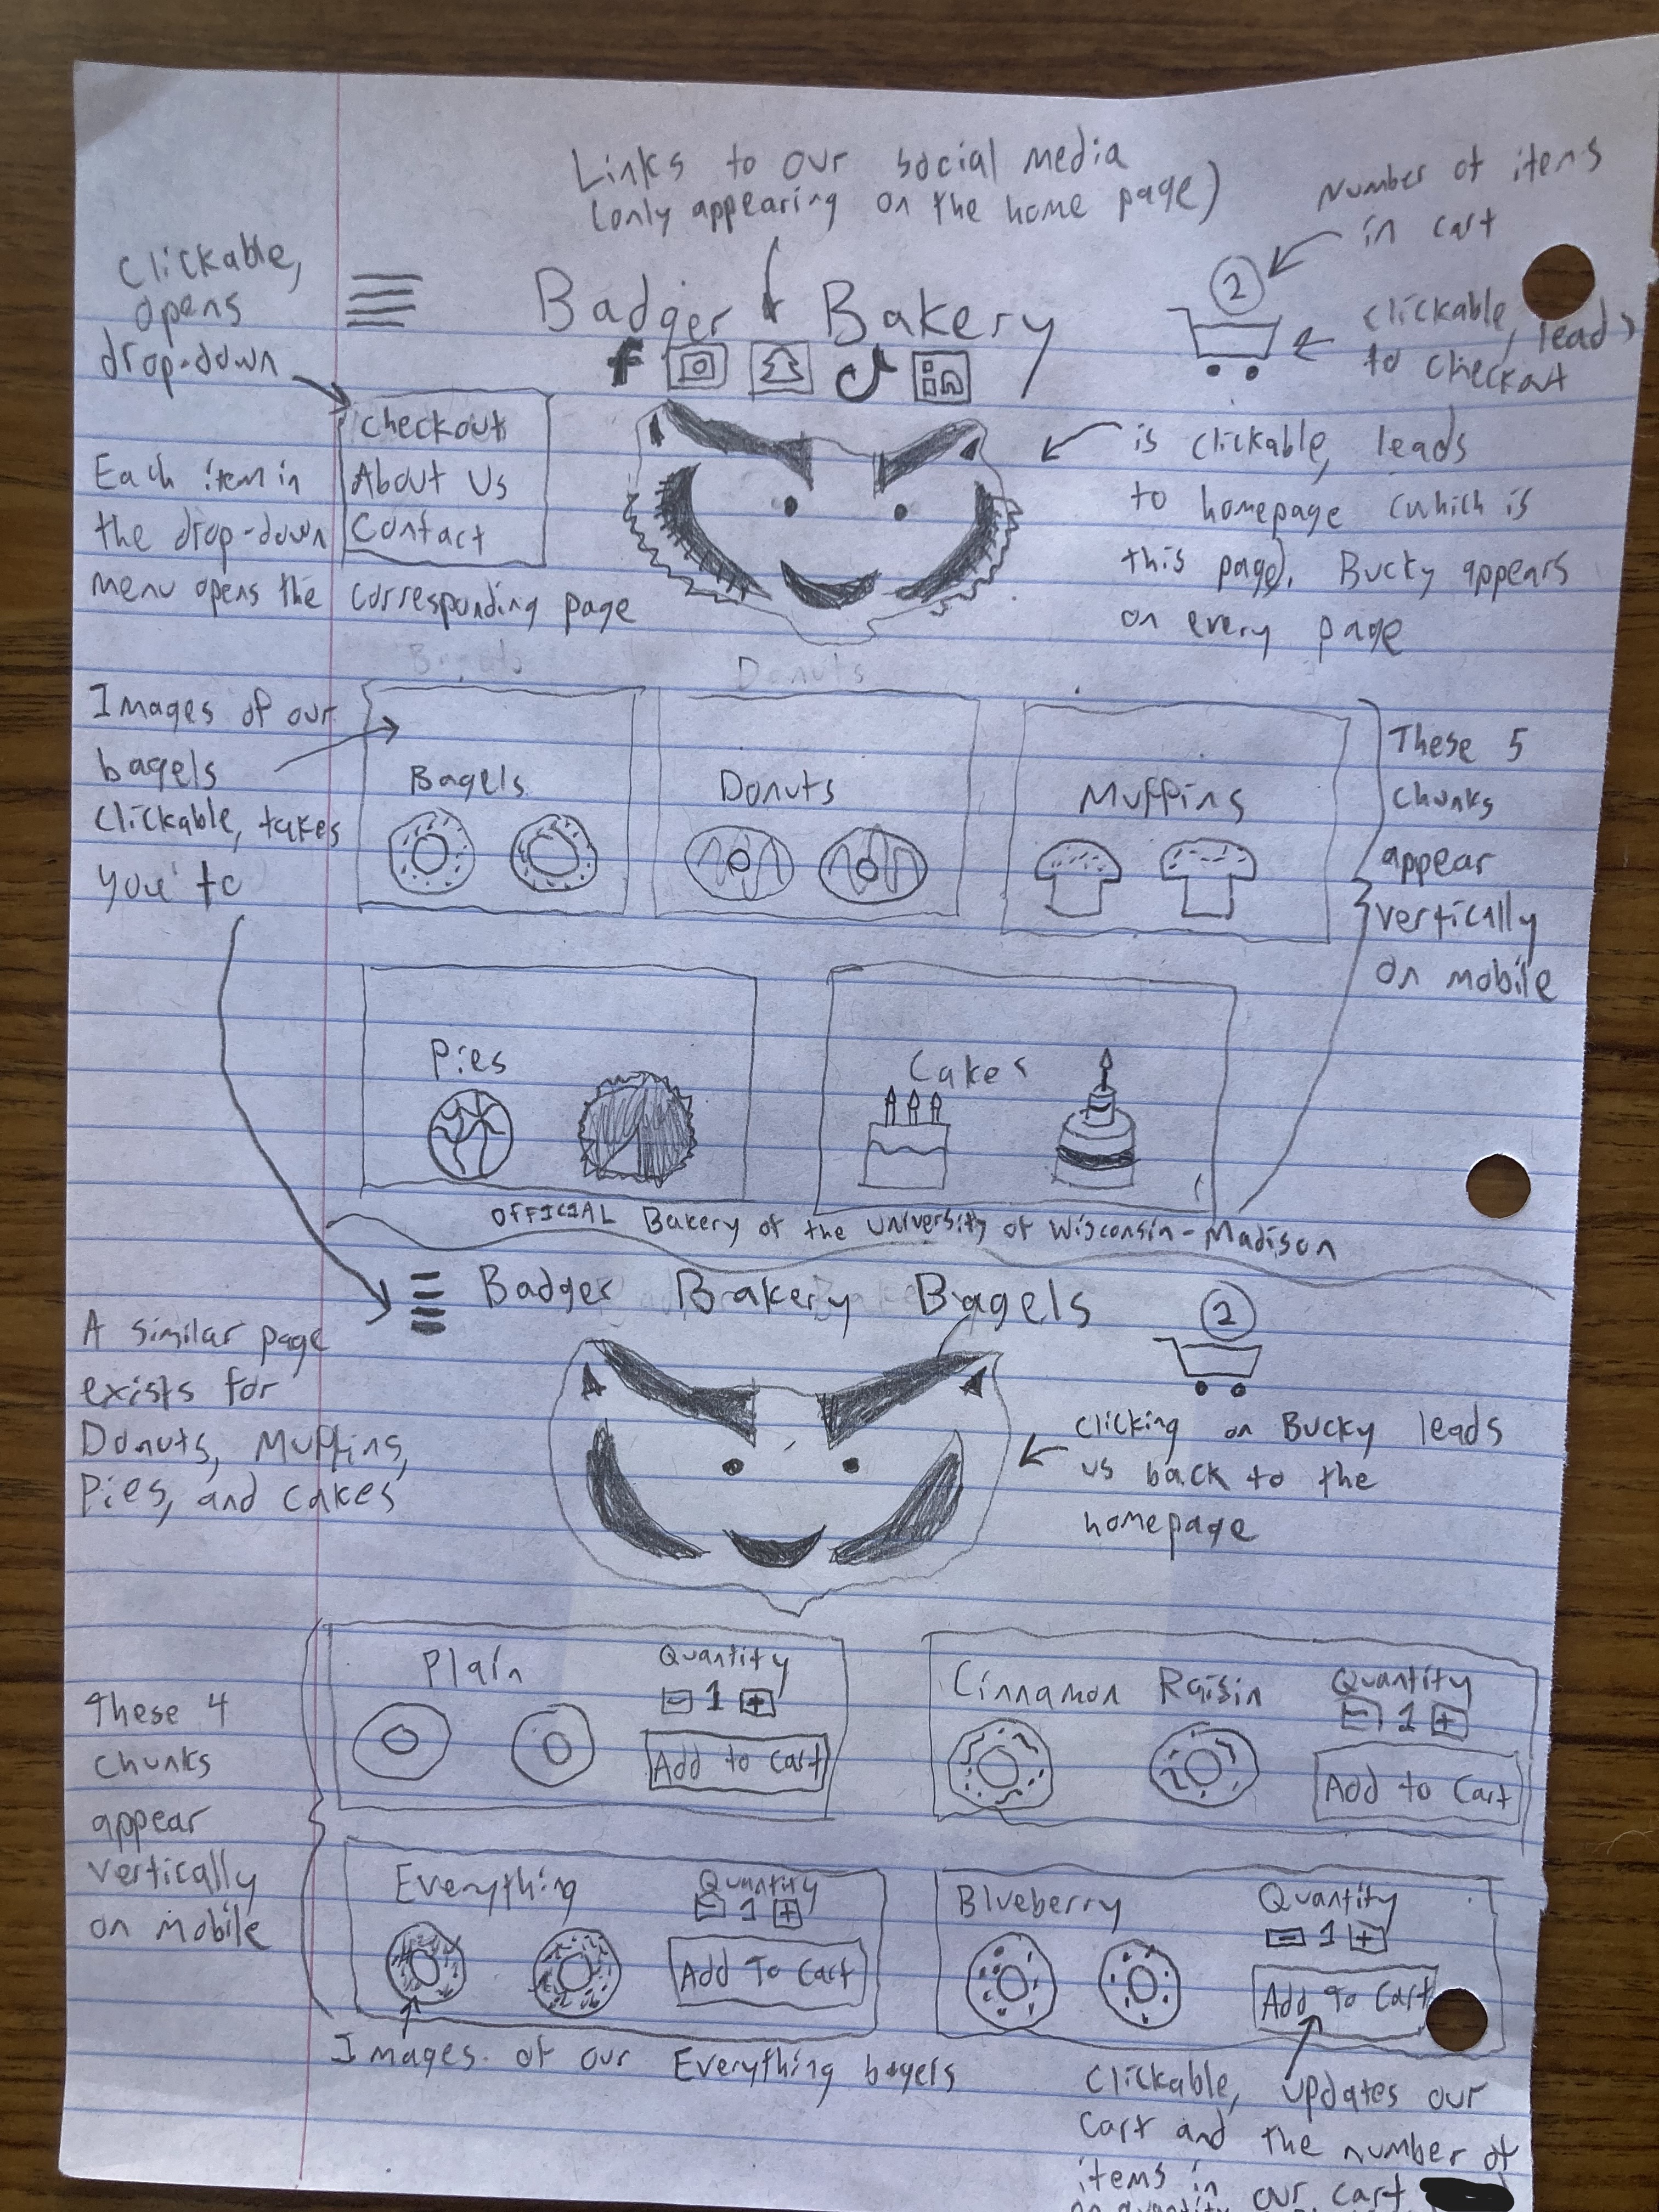 Links to our social media
(only appearing on the home page)
Number of items
in cart
Clickable,
opens
drop-down
Badger Bakery
2
clickable, leads
to checkout
f
in
Checkout
About Us
Contact
Each item in
the drop-down
menu opens the corresponding page
is clickable, leads
to homepage (which is
this page). Bucky appears
on every page
Donuts
Images of our
bagels
clickable, takes
you to
Bagels
Donuts
Muffins
These 5
chunks
appear
vertically
on mobile
Pies
Cakes
OFFICIAL Bakery of the University of Wisconsin-Madison
Badger Bakery Bagels
2
A similar page
exists for
Donuts, Muffins,
Pies, and Cakes
clicking on Bucky leads
us back to the
homepage
These 4
chunks
appear
vertically
on mobile
Plain
Quantity
- 1 +
Add to Cart
Cinnamon Raisin
Quantity
- 1 +
Add to Cart
Everything
Quantity
- 1 +
Add To Cart
Blueberry
Quantity
- 1 +
Add To Cart
Images of our Everything bagels
Clickable, updates our
cart and the number of
items in our cart